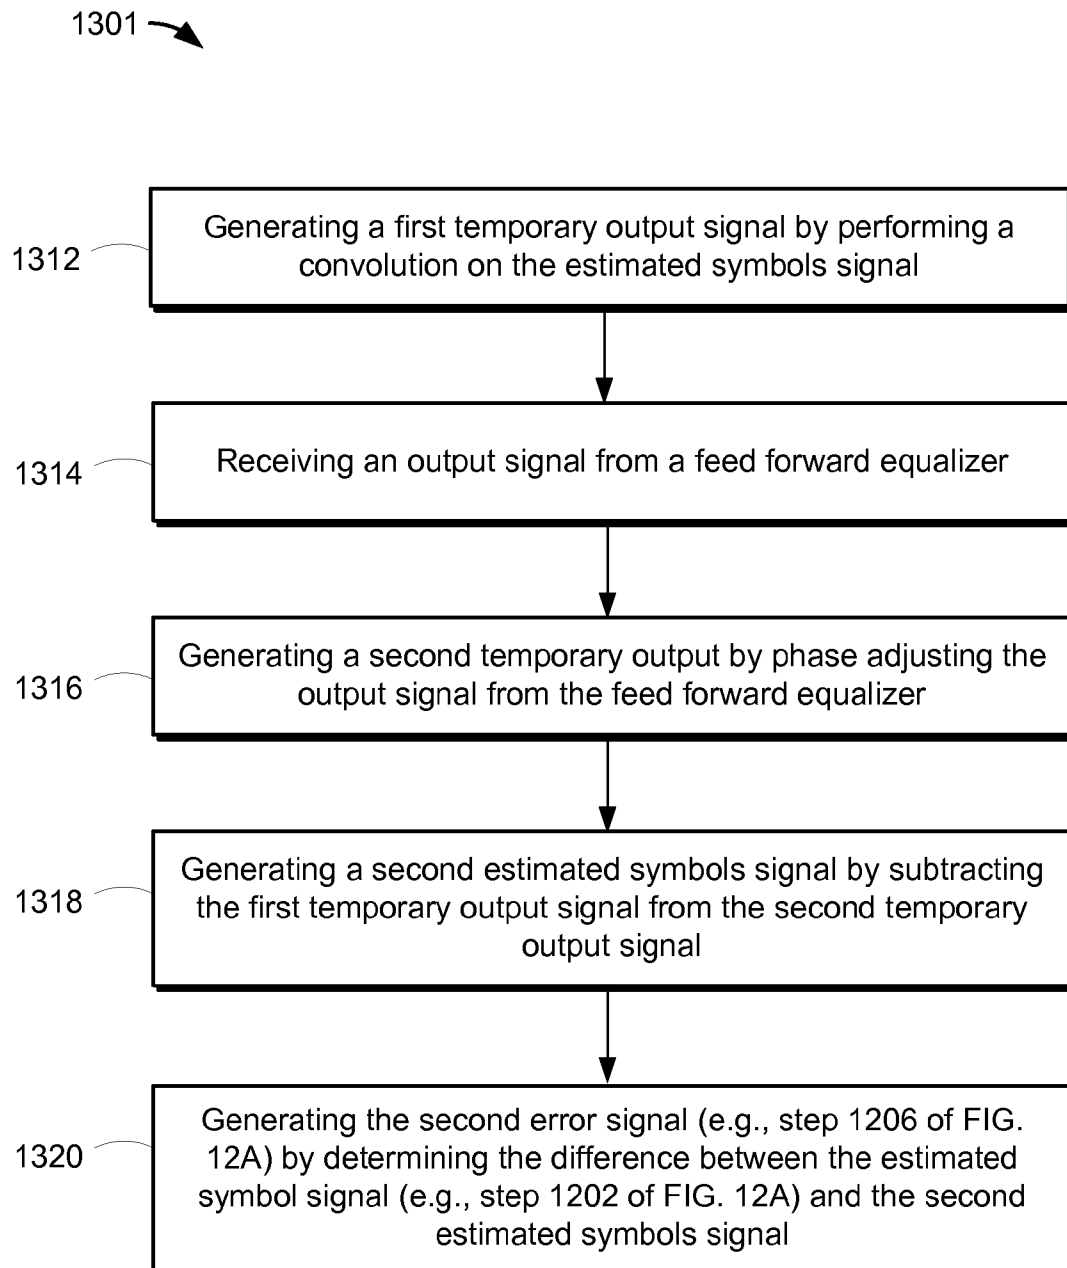 1301
1312
Generating a first temporary output signal by performing a
convolution on the estimated symbols signal
1314
Receiving an output signal from a feed forward equalizer
1316
Generating a second temporary output by phase adjusting the
output signal from the feed forward equalizer
1318
Generating a second estimated symbols signal by subtracting
the first temporary output signal from the second temporary
output signal
1320
Generating the second error signal (e.g., step 1206 of FIG.
12A) by determining the difference between the estimated
symbol signal (e.g., step 1202 of FIG. 12A) and the second
estimated symbols signal